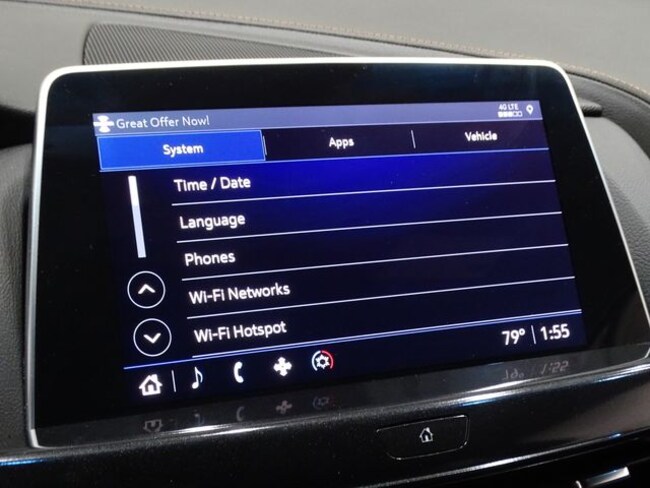 Great Offer Now!
4G LTE
System Apps Vehicle
Time / Date
Language
Phones
Wi-Fi Networks
Wi-Fi Hotspot
79° 1:55